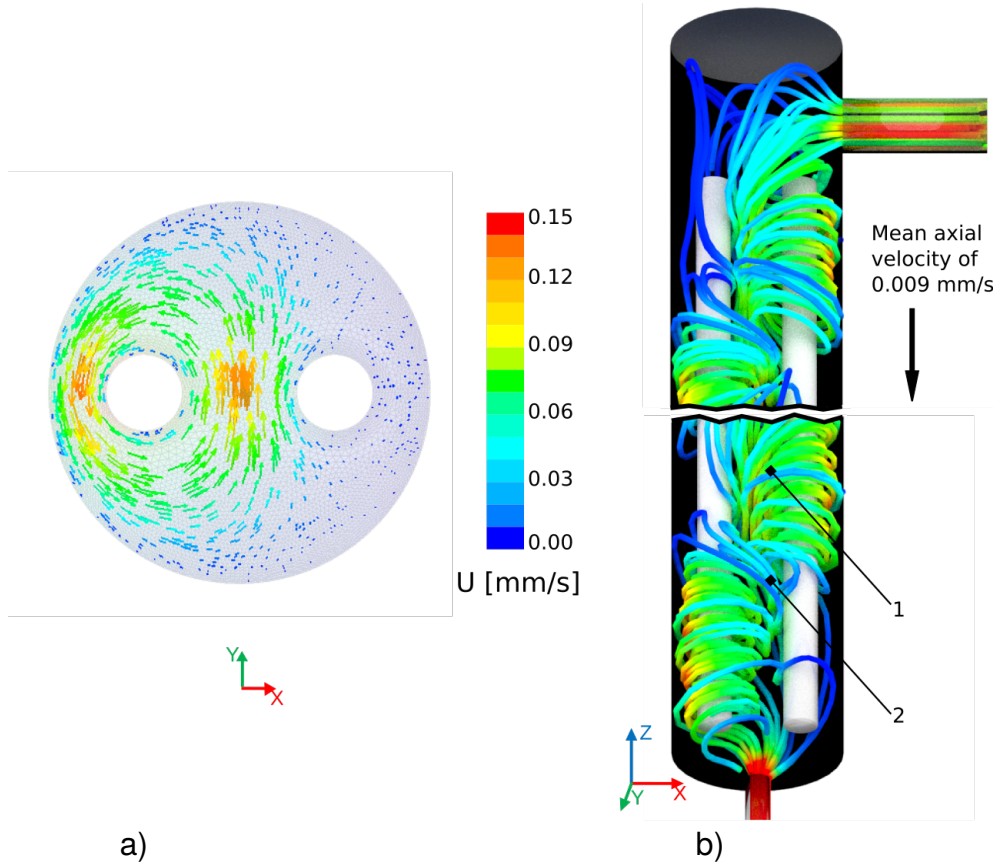 0.15
0.12
0.09
0.06
0.03
0.00
U [mm/s]
Y
X
a)
Mean axial
velocity of
0.009 mm/s
1
2
Z
Y
X
b)